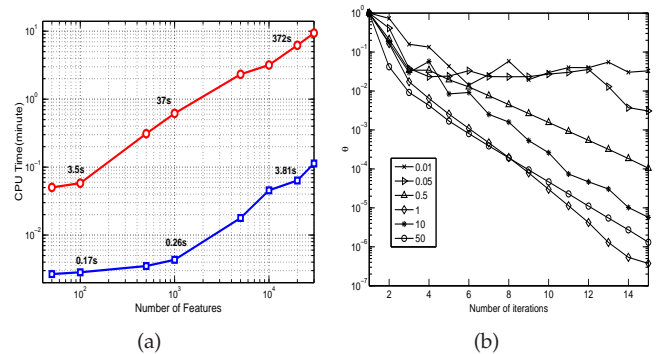 10^1
10^0
10^-1
10^-2
CPU Time(minute)
372s
37s
3.5s
3.81s
0.26s
0.17s
10^2
10^3
10^4
Number of Features
(a)
10^0
10^-1
10^-2
10^-3
10^-4
10^-5
10^-6
10^-7
θ
0.01
0.05
0.5
1
10
50
2
4
6
8
10
12
14
Number of iterations
(b)